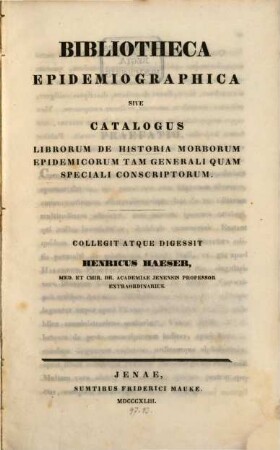 BIBLIOTHECA
EPIDEMIOGRAPHICA
SIVE
CATALOGUS
LIBRORUM DE HISTORIA MORBORUM
EPIDEMICORUM TAM GENERALI QUAM
SPECIALI CONSCRIPTORUM.
COLLEGIT ATQUE DIGESSIT
HENRICUS HAESER,
MED. ET CHIR. DR. ACADEMIAE JENENSIS PROFESSOR
EXTRAORDINARIUS.
JENAE,
SUMTIBUS FRIDERICI MAUKE.
MDCCCXLIII.